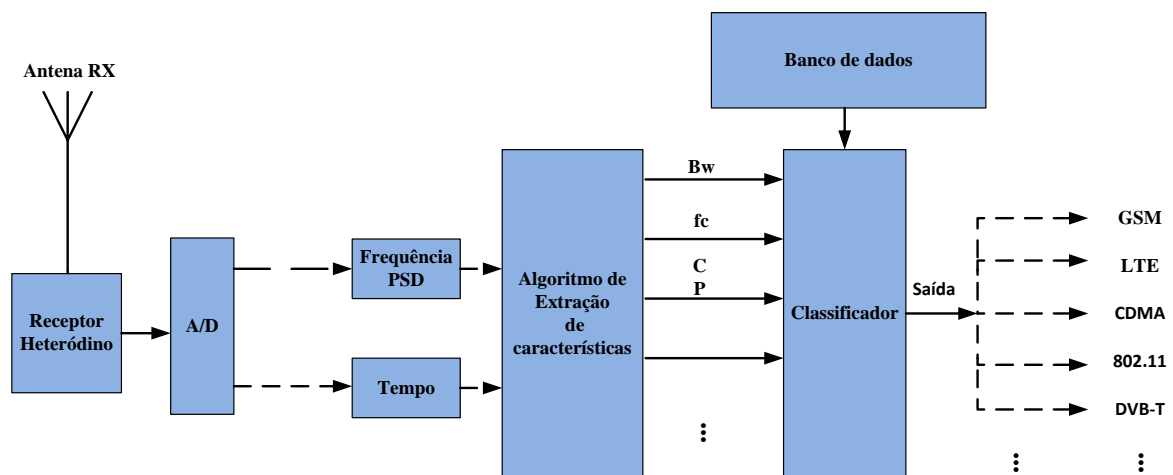 Antena RX
Receptor
Heteródino
A/D
Frequência
PSD
Tempo
Algoritmo de
Extração
de
característícas
Bw
fc
C
P
Banco de dados
Classificador
Saída
GSM
LTE
CDMA
802.11
DVB-T